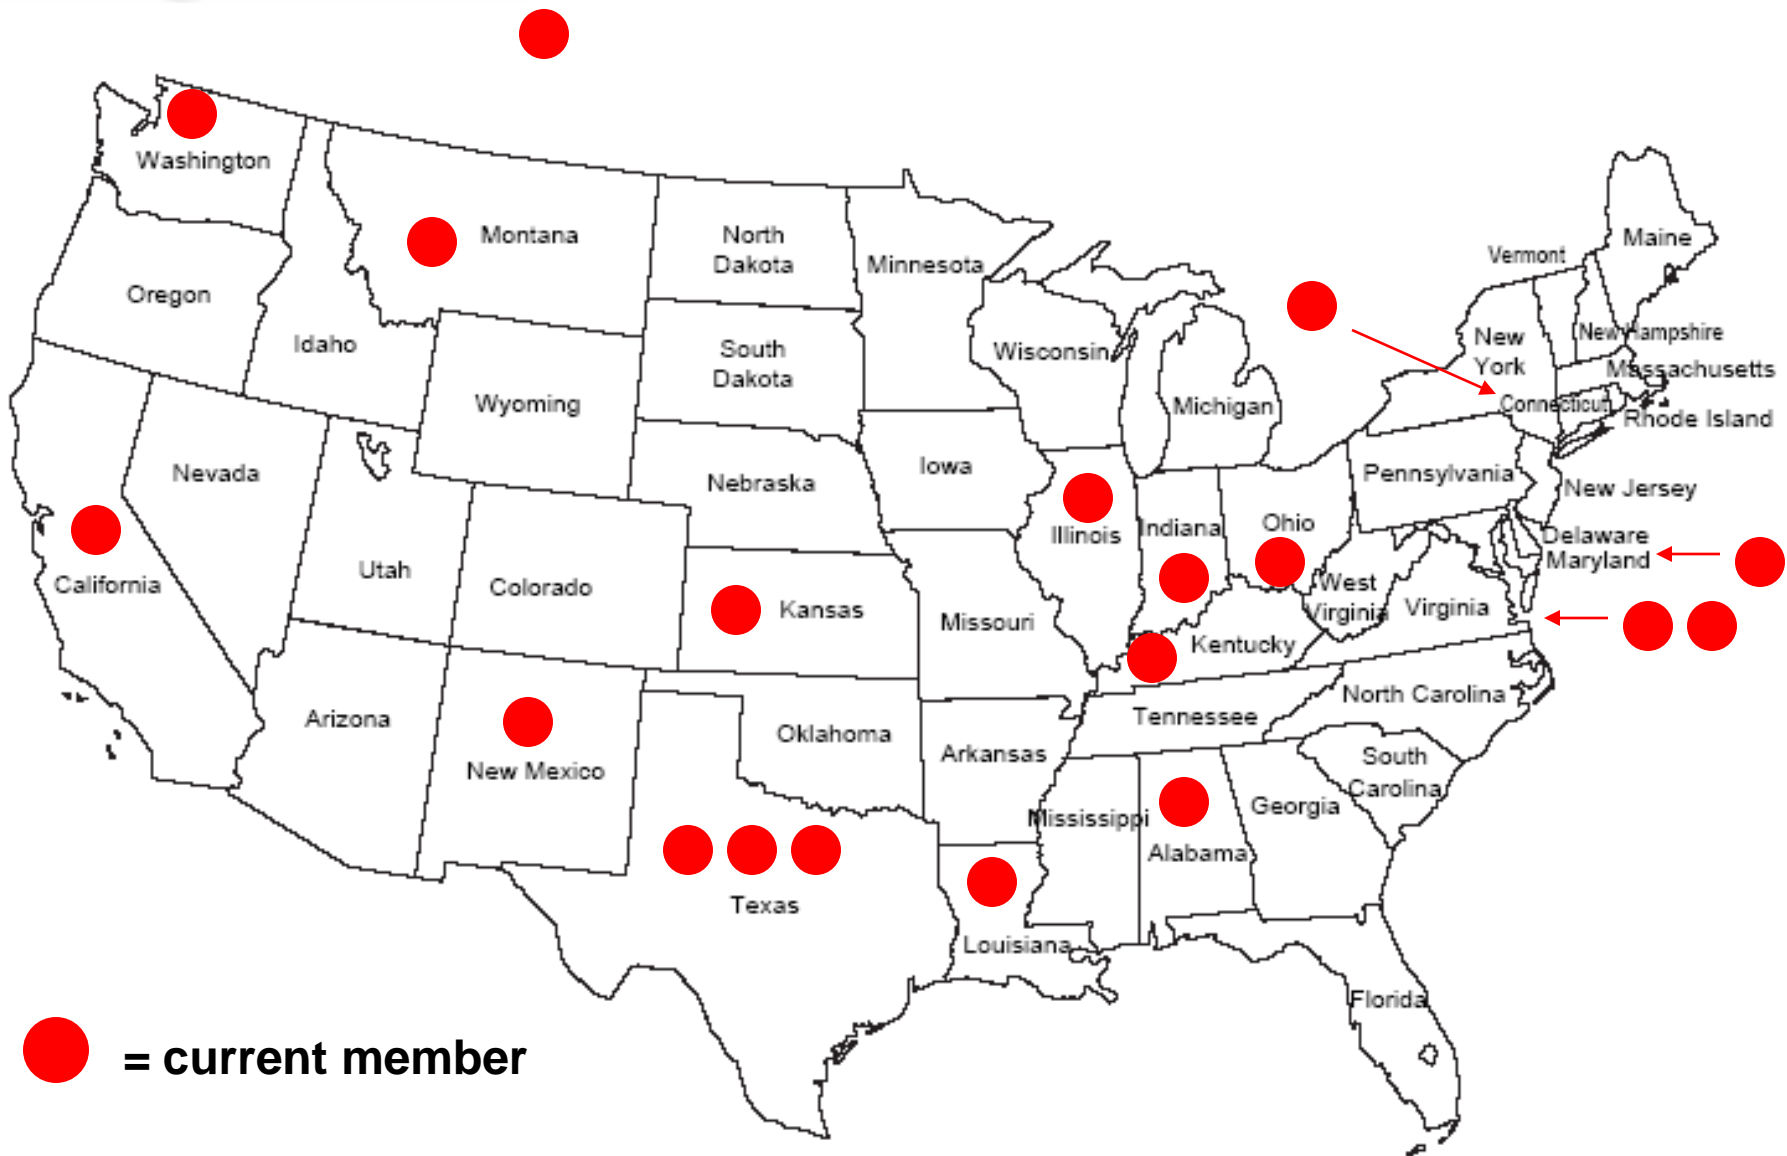 Washington
Montana
North
Dakota
Minnesota
Vermont
Maine
Oregon
Idaho
South
Dakota
Wisconsin
New
York
New Hampshire
Massachusetts
Wyoming
Michigan
Connecticut
Rhode Island
Nevada
Nebraska
Iowa
Pennsylvania
New Jersey
Illinois
Indiana
Ohio
Delaware
Maryland
California
Utah
Colorado
Kansas
Missouri
West
Virginia
Virginia
Kentucky
Arizona
New Mexico
Oklahoma
Arkansas
Tennessee
North Carolina
South
Carolina
Mississippi
Alabama
Georgia
Texas
Louisiana
Florida
= current member